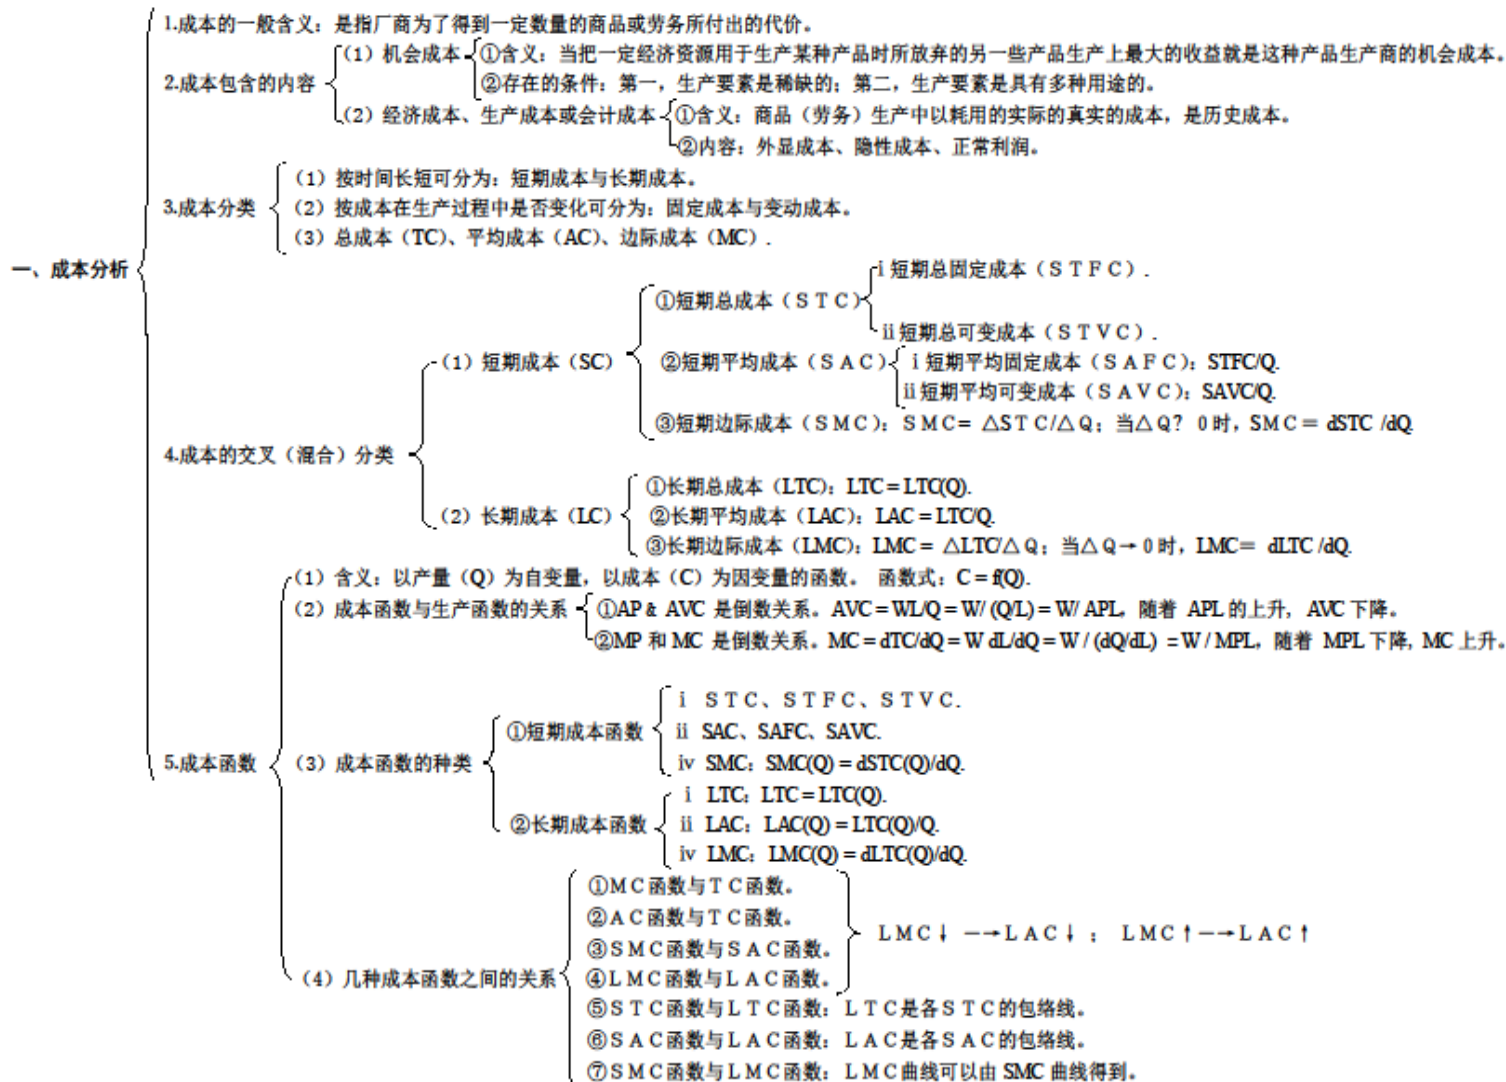 一、成本分析
1.成本的一般含义：是指厂商为了得到一定数量的商品或劳务所付出的代价。
2.成本包含的内容
（1）机会成本
①含义：当把一定经济资源用于生产某种产品时所放弃的另一些产品生产上最大的收益就是这种产品生产商的机会成本．
②存在的条件：第一，生产要素是稀缺的；第二，生产要素是具有多种用途的。
（2）经济成本、生产成本或会计成本
①含义：商品（劳务）生产中以耗用的实际的真实的成本，是历史成本。
②内容：外显成本、隐性成本、正常利润。
3.成本分类
（1）按时间长短可分为：短期成本与长期成本。
（2）按成本在生产过程中是否变化可分为：固定成本与变动成本。
（3）总成本（TC）、平均成本（AC）、边际成本（MC）.
4.成本的交叉（混合）分类
（1）短期成本（SC）
①短期总成本（ＳＴＣ）
i 短期总固定成本（ＳＴＦＣ）.
ii 短期总可变成本（ＳＴＶＣ）.
②短期平均成本（ＳＡＣ）
i 短期平均固定成本（ＳＡＦＣ）：STFC/Q.
ii 短期平均可变成本（ＳＡＶＣ）：SAVC/Q.
③短期边际成本（ＳＭＣ）：ＳＭＣ＝ △ＳＴＣ/△Ｑ；当△Ｑ？ 0 时，ＳＭＣ＝ dSTC /dQ
（2）长期成本（LC）
①长期总成本（LTC）：LTC＝LTC(Q).
②长期平均成本（LAC）：LAC＝LTC/Q.
③长期边际成本（LMC）：LMC＝ △LTC/△Ｑ；当△Ｑ→ 0 时，LMC＝ dLTC /dQ.
5.成本函数
（1）含义：以产量（Q）为自变量，以成本（C）为因变量的函数。 函数式：C＝f(Q).
（2）成本函数与生产函数的关系
①AP & AVC 是倒数关系。AVC＝WL/Q＝W/ (Q/L)＝W/ APL，随着 APL 的上升，AVC 下降。
②MP 和 MC 是倒数关系。MC＝dTC/dQ＝W dL/dQ＝W / (dQ/dL) ＝W / MPL，随着 MPL 下降, MC 上升。
（3）成本函数的种类
①短期成本函数
i ＳＴＣ、ＳＴＦＣ、ＳＴＶＣ.
ii SAC、SAFC、SAVC.
iv SMC：SMC(Q)＝dSTC(Q)/dQ.
②长期成本函数
i LTC：LTC＝LTC(Q).
ii LAC：LAC(Q)＝LTC(Q)/Q.
iv LMC：LMC(Q)＝dLTC(Q)/dQ.
（4）几种成本函数之间的关系
①ＭＣ函数与ＴＣ函数。
②ＡＣ函数与ＴＣ函数。
③ＳＭＣ函数与ＳＡＣ函数。
④ＬＭＣ函数与ＬＡＣ函数。
ＬＭＣ↓ —→ＬＡＣ↓； ＬＭＣ↑—→ＬＡＣ↑
⑤ＳＴＣ函数与ＬＴＣ函数：ＬＴＣ是各ＳＴＣ的包络线。
⑥ＳＡＣ函数与ＬＡＣ函数：ＬＡＣ是各ＳＡＣ的包络线。
⑦ＳＭＣ函数与ＬＭＣ函数：ＬＭＣ曲线可以由 SMC 曲线得到。